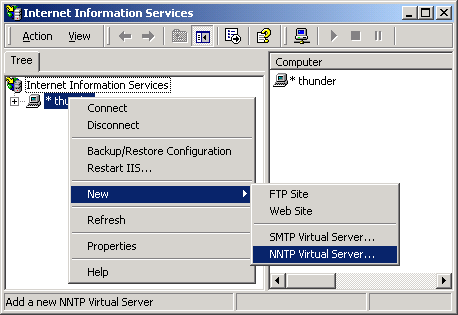 Internet Information Services
Action View
Tree
Internet Information Services
* thunder
Computer
* thunder
Connect
Disconnect
Backup/Restore Configuration
Restart IIS...
New
Refresh
Properties
Help
FTP Site
Web Site
SMTP Virtual Server...
NNTP Virtual Server...
Add a new NNTP Virtual Server